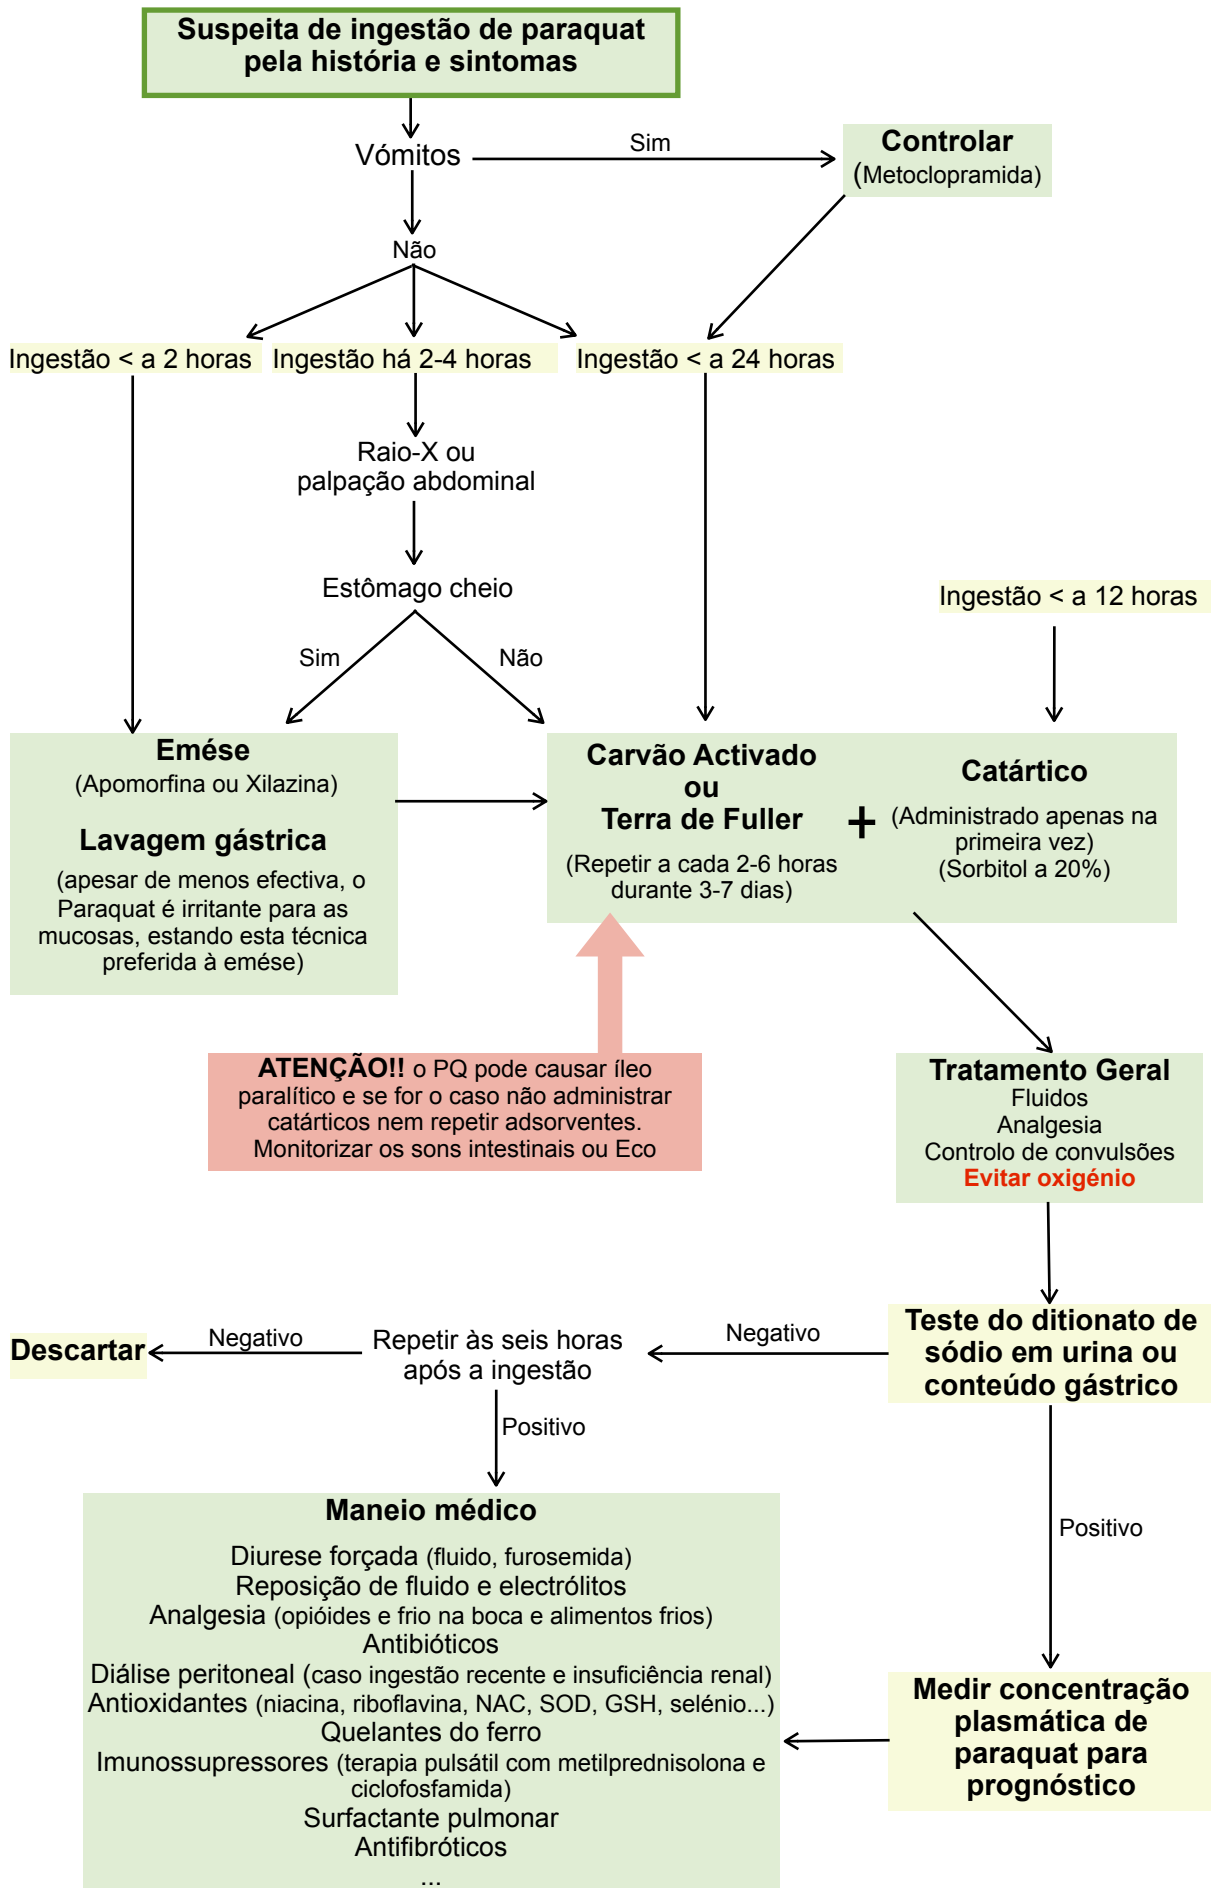 Suspeita de ingestão de paraquat
pela história e sintomas
Vómitos
Sim
Controlar
(Metoclopramida)
Não
Ingestão < a 2 horas
Ingestão há 2-4 horas
Ingestão < a 24 horas
Raio-X ou
palpação abdominal
Estômago cheio
Ingestão < a 12 horas
Sim
Não
Emése
(Apomorfina ou Xilazina)
Lavagem gástrica
(apesar de menos efectiva, o
Paraquat é irritante para as
mucosas, estando esta técnica
preferida à emése)
Carvão Activado
ou
Terra de Fuller
(Repetir a cada 2-6 horas
durante 3-7 dias)
+
Catártico
(Administrado apenas na
primeira vez)
(Sorbitol a 20%)
ATENÇÃO!! o PQ pode causar íleo
paralítico e se for o caso não administrar
catárticos nem repetir adsorventes.
Monitorizar os sons intestinais ou Eco
Tratamento Geral
Fluidos
Analgesia
Controlo de convulsões
Evitar oxigénio
Teste do ditionato de
sódio em urina ou
conteúdo gástrico
Negativo
Repetir às seis horas
após a ingestão
Negativo
Descartar
Positivo
Positivo
Maneio médico
Diurese forçada (fluido, furosemida)
Reposição de fluido e electrólitos
Analgesia (opióides e frio na boca e alimentos frios)
Antibióticos
Diálise peritoneal (caso ingestão recente e insuficiência renal)
Antioxidantes (niacina, riboflavina, NAC, SOD, GSH, selénio...)
Quelantes do ferro
Imunossupressores (terapia pulsátil com metilprednisolona e
ciclofosfamida)
Surfactante pulmonar
Antifibróticos
...
Medir concentração
plasmática de
paraquat para
prognóstico